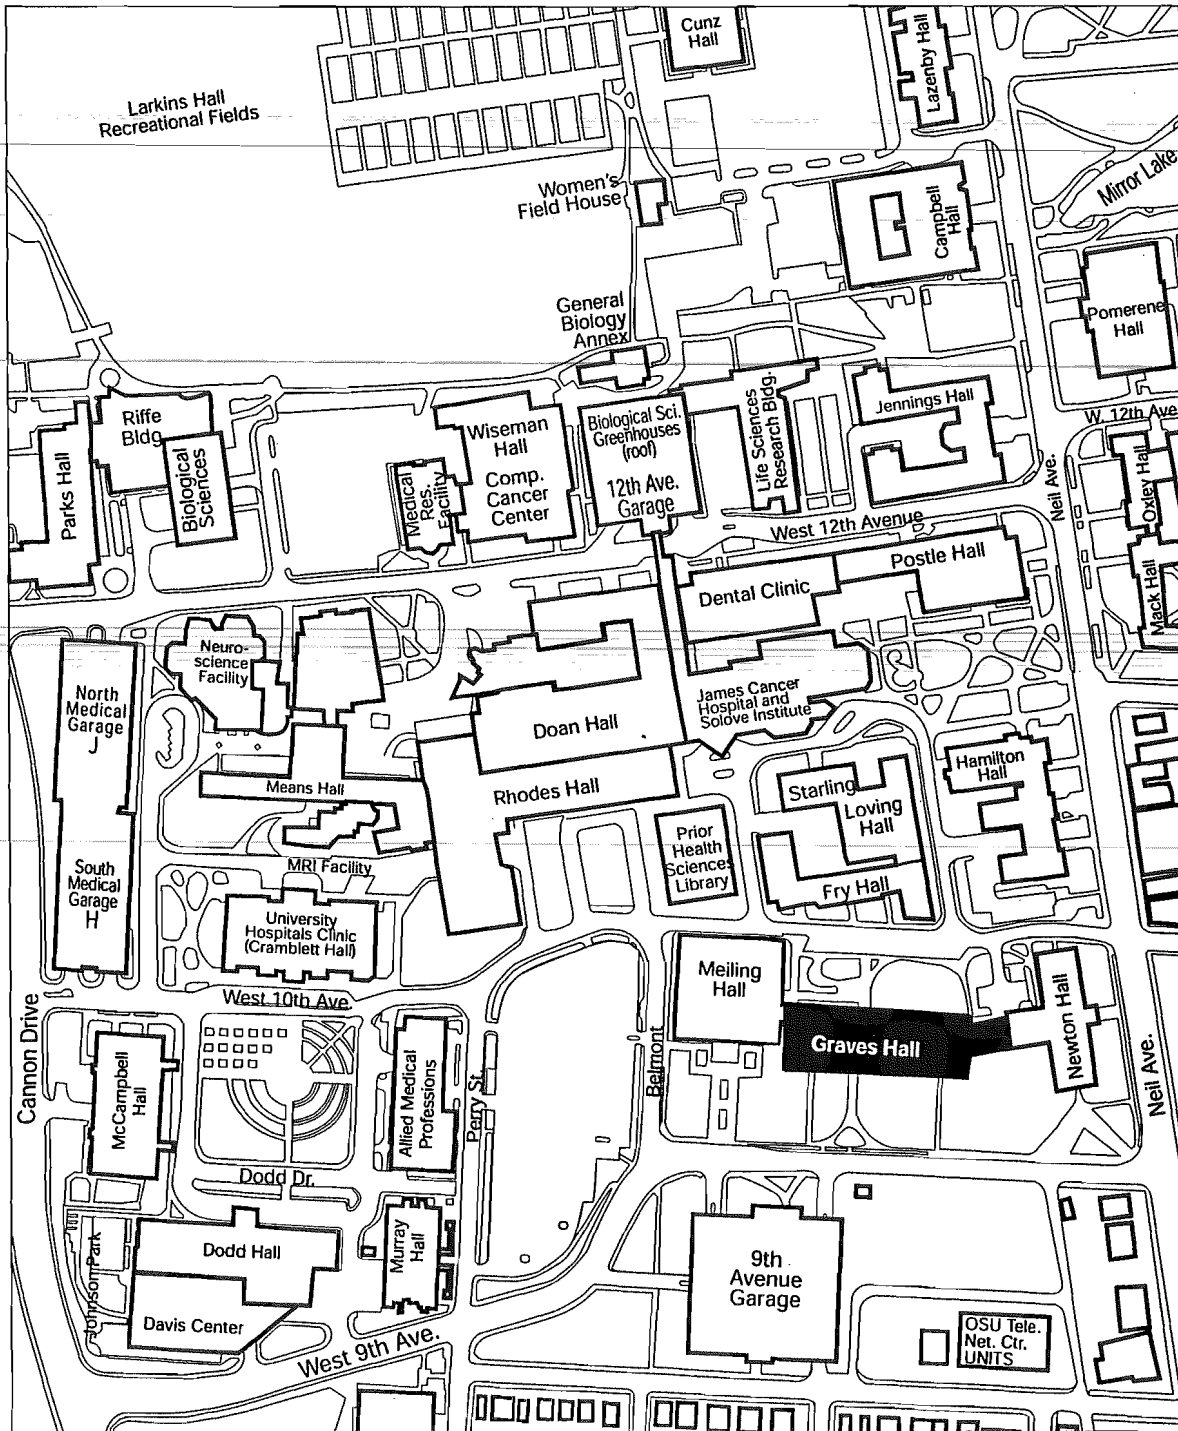 Cunz
Hall
Lazenby Hall
Larkins Hall
Recreational Fields
Mirror Lake
Women's
Field House
Campbell
Hall
General
Biology
Annex
Pomerene
Hall
Jennings Hall
W. 12th Ave
Riffe
Bldg.
Parks Hall
Biological
Sciences
Wiseman
Hall
Comp.
Cancer
Center
Medical
Res.
Facility
Biological Sci.
Greenhouses
(roof)
12th Ave.
Garage
Life Sciences
Research Bldg.
Neil Ave.
Oxley Hall
West 12th Avenue
Postle Hall
Dental Clinic
Mack Hall
Neuro-
science
Facility
North
Medical
Garage
J
James Cancer
Hospital and
Solove Institute
Doan Hall
Hamilton
Hall
Means Hall
Rhodes Hall
Starling
Loving
Hall
Prior
Health
Sciences
Library
MRI Facility
South
Medical
Garage
H
Fry Hall
University
Hospitals Clinic
(Cramblett Hall)
Meiling
Hall
Newton Hall
West 10th Ave.
Cannon Drive
Graves Hall
Belmont
Neil Ave.
McCampbell
Hall
Allied Medical
Professions
Perry St.
Dodd Dr.
Murray
Hall
Dodd Hall
Johnson Park
9th
Avenue
Garage
Davis Center
West 9th Ave.
OSU Tele.
Net. Ctr.
UNITS